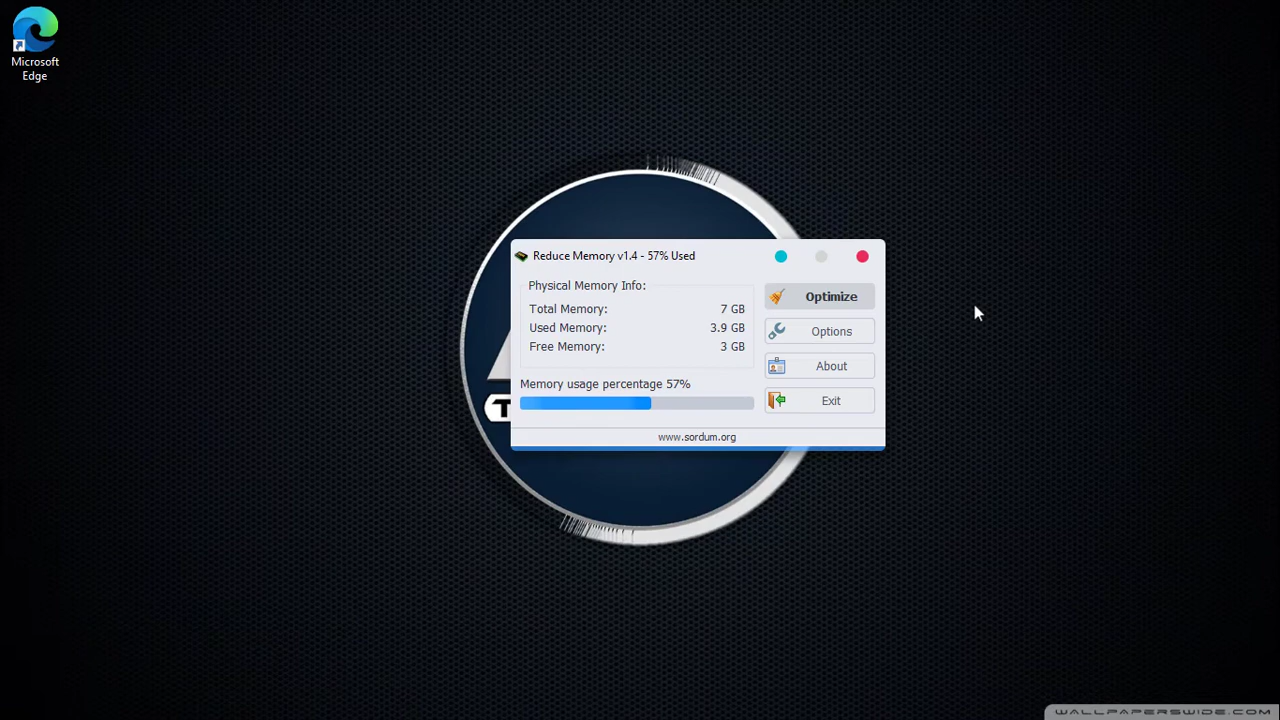 Microsoft
Edge
Reduce Memory v1.4 - 57% Used
Physical Memory Info:
Total Memory: 7 GB
Used Memory: 3.9 GB
Free Memory: 3 GB
Memory usage percentage 57%
Optimize
Options
About
Exit
www.sordum.org
T
WALLPAPERSWIDE.COM